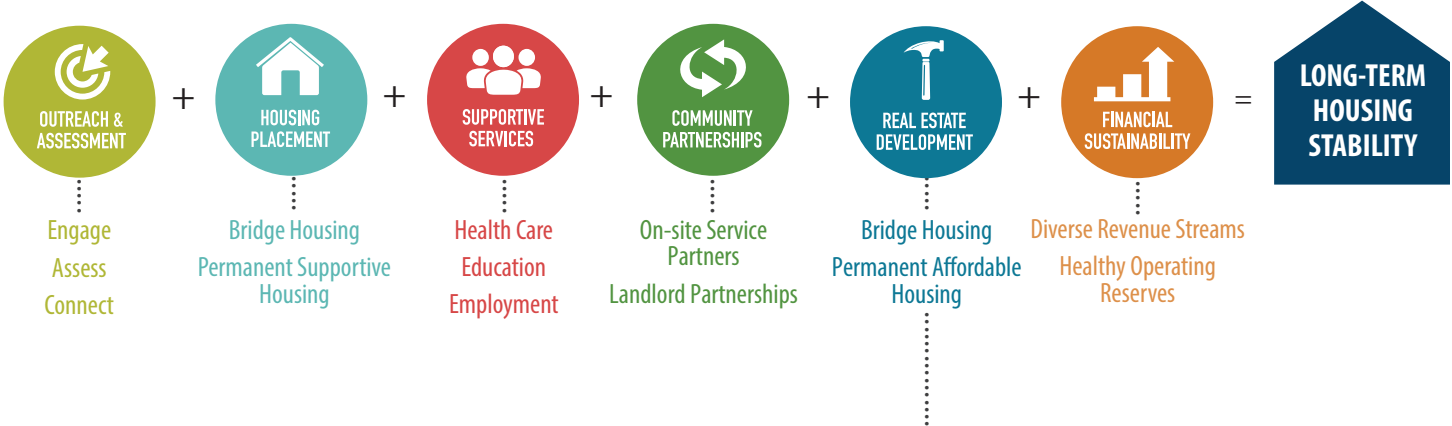 OUTREACH &
ASSESSMENT
+
HOUSING
PLACEMENT
+
SUPPORTIVE
SERVICES
+
COMMUNITY
PARTNERSHIPS
+
REAL ESTATE
DEVELOPMENT
+
FINANCIAL
SUSTAINABILITY
=
LONG-TERM
HOUSING
STABILITY
Engage
Assess
Connect
Bridge Housing
Permanent Supportive
Housing
Health Care
Education
Employment
On-site Service
Partners
Landlord Partnerships
Bridge Housing
Permanent Affordable
Housing
Diverse Revenue Streams
Healthy Operating
Reserves